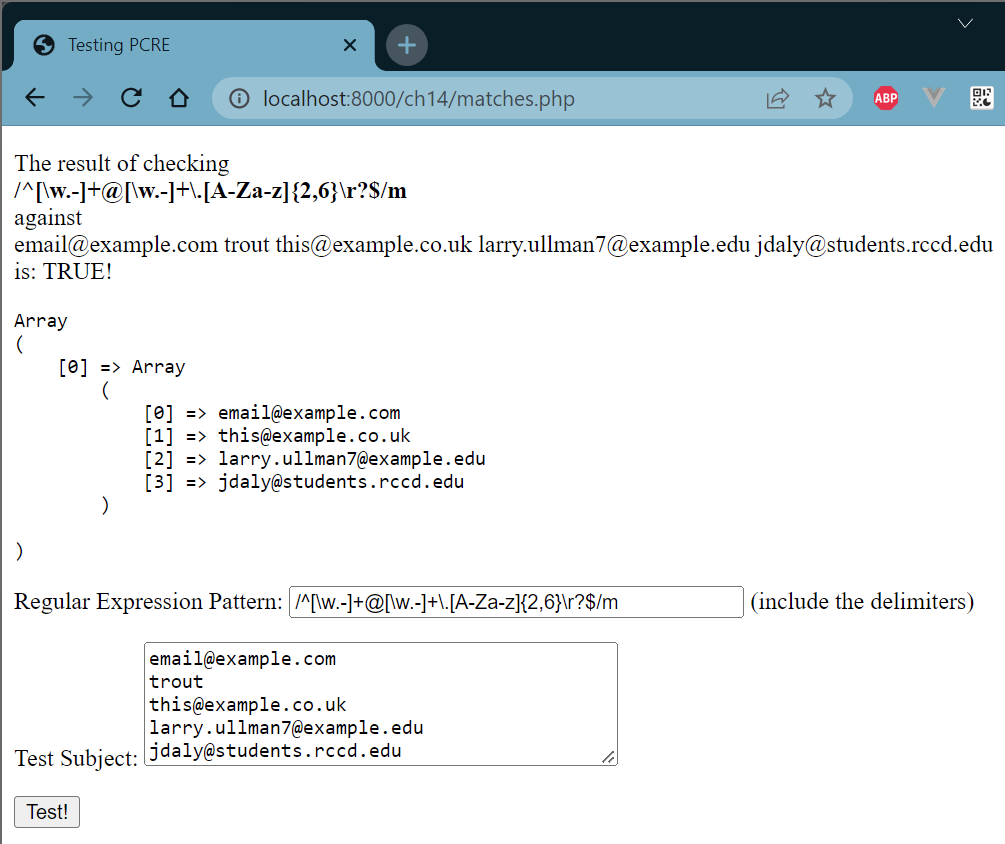 Testing PCRE
localhost:8000/ch14/matches.php
ABP
The result of checking
/^[\w.-]+@[\w.-]+\.[A-Za-z]{2,6}\r?$/m
against
email@example.com trout this@example.co.uk larry.ullman7@example.edu jdaly@students.rccd.edu
is: TRUE!
Array
(
[0] => Array
(
[0] => email@example.com
[1] => this@example.co.uk
[2] => larry.ullman7@example.edu
[3] => jdaly@students.rccd.edu
)
)
Regular Expression Pattern: /^[\w.-]+@[\w.-]+\.[A-Za-z]{2,6}\r?$/m (include the delimiters)
email@example.com
trout
this@example.co.uk
larry.ullman7@example.edu
Test Subject: jdaly@students.rccd.edu
Test!